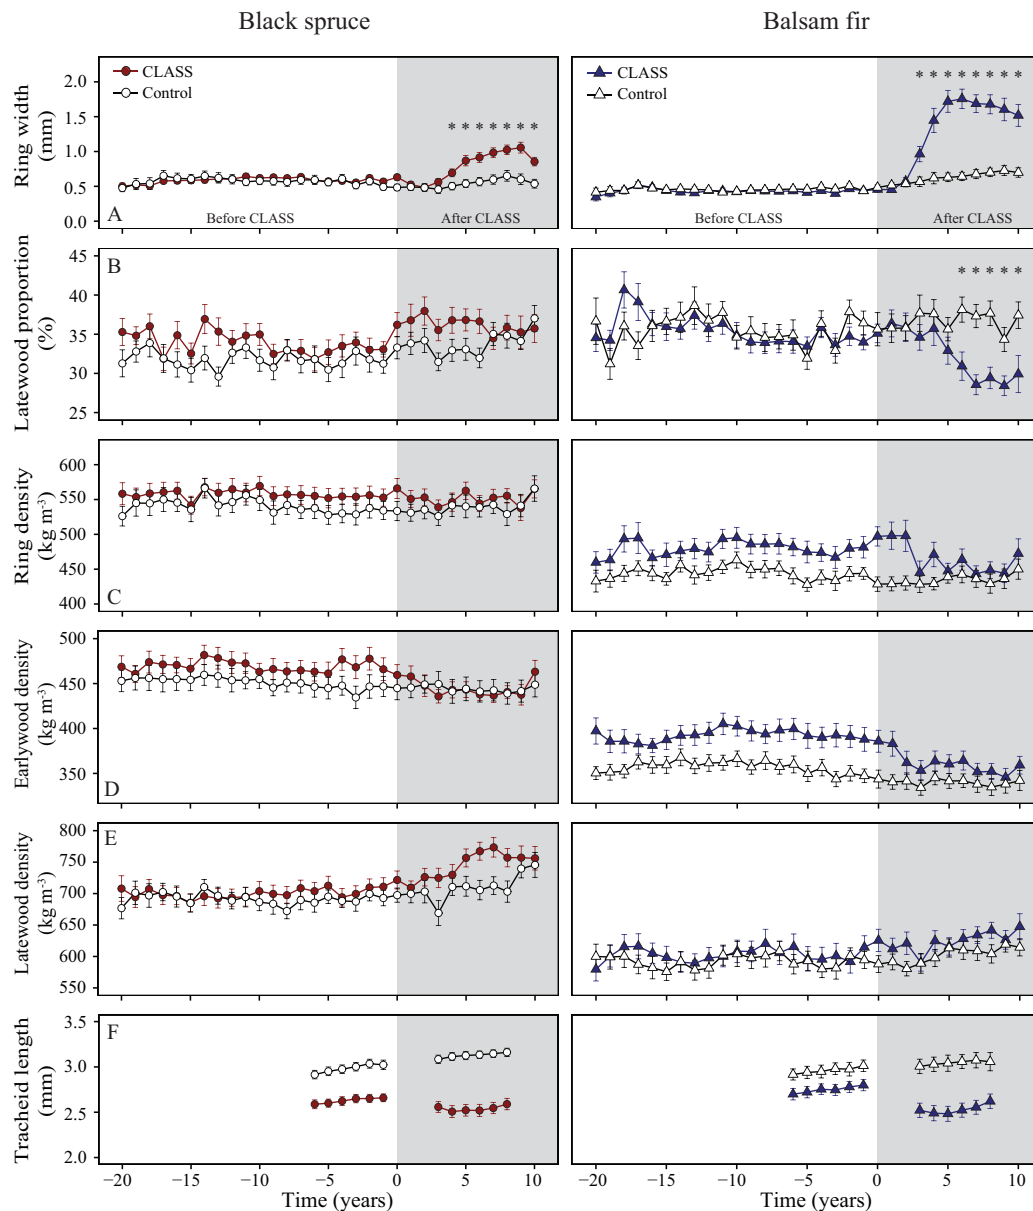 Black spruce
Balsam fir
Ring width
(mm)
2.0
1.5
1.0
0.5
0.0
CLASS
Control
* * * * * * *
A
Before CLASS
After CLASS
CLASS
Control
* * * * * * * *
Before CLASS
After CLASS
Latewood proportion
(%)
45
40
35
30
25
B
* * * * *
Ring density
(kg m⁻³)
600
550
500
450
400
C
Earlywood density
(kg m⁻³)
500
450
400
350
D
Latewood density
(kg m⁻³)
800
750
700
650
600
550
E
Tracheid length
(mm)
3.5
3.0
2.5
2.0
F
−20 −15 −10 −5 0 5 10
−20 −15 −10 −5 0 5 10
Time (years)
Time (years)